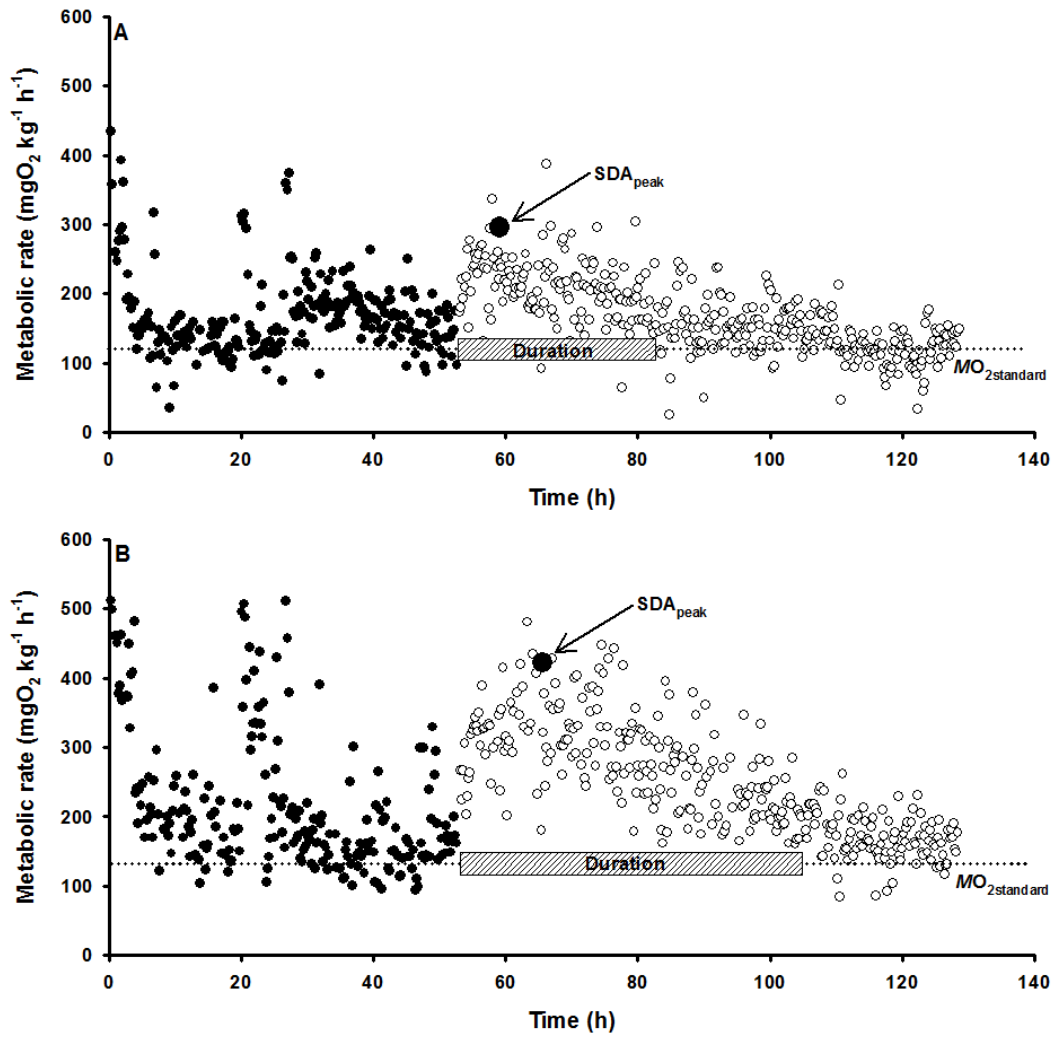 A
600
500
400
300
200
100
0
Metabolic rate (mgO₂ kg⁻¹ h⁻¹)
SDApeak
Duration
MO₂standard
0 20 40 60 80 100 120 140
Time (h)
B
600
500
400
300
200
100
0
Metabolic rate (mgO₂ kg⁻¹ h⁻¹)
SDApeak
Duration
MO₂standard
0 20 40 60 80 100 120 140
Time (h)